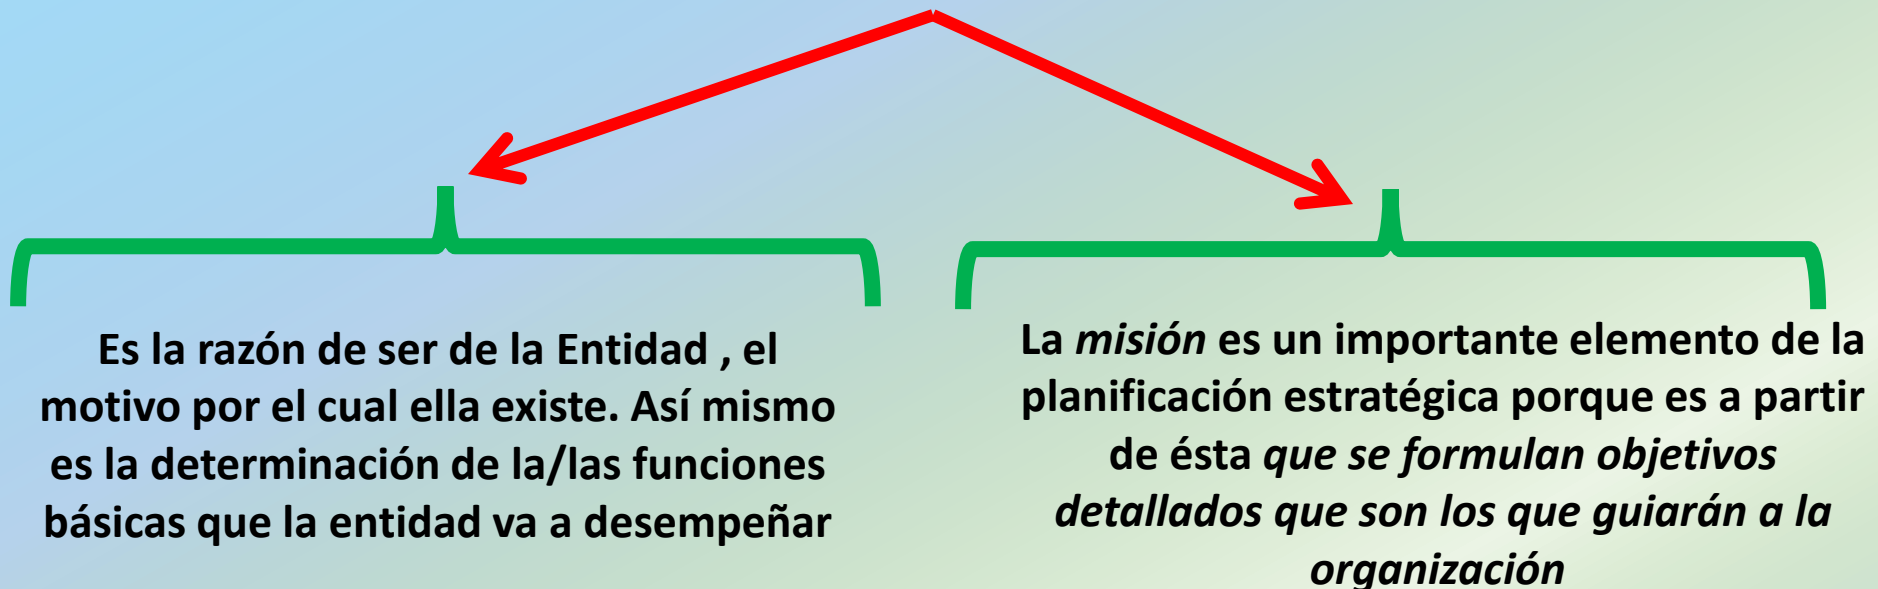 Es la razón de ser de la Entidad , el
motivo por el cual ella existe. Así mismo
es la determinación de la/las funciones
básicas que la entidad va a desempeñar
La misión es un importante elemento de la
planificación estratégica porque es a partir
de ésta que se formulan objetivos
detallados que son los que guiarán a la
organización